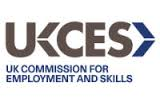 UKCES
UK COMMISSION FOR
EMPLOYMENT AND SKILLS